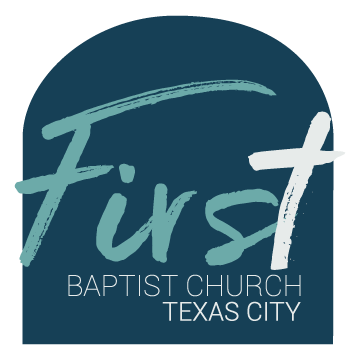 First
BAPTIST CHURCH
TEXAS CITY